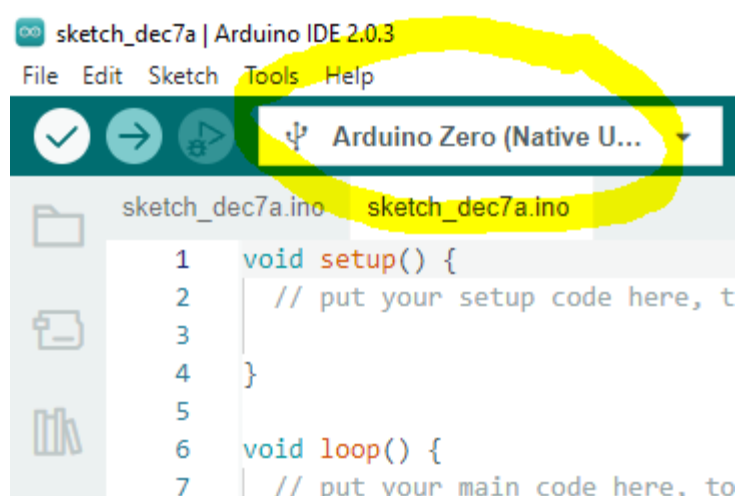 sketch_dec7a | Arduino IDE 2.0.3
File Edit Sketch Tools Help
Arduino Zero (Native U...
sketch_dec7a.ino sketch_dec7a.ino
1 void setup() {
2 // put your setup code here, t
3
4 }
5
6 void loop() {
7 // put your main code here, to